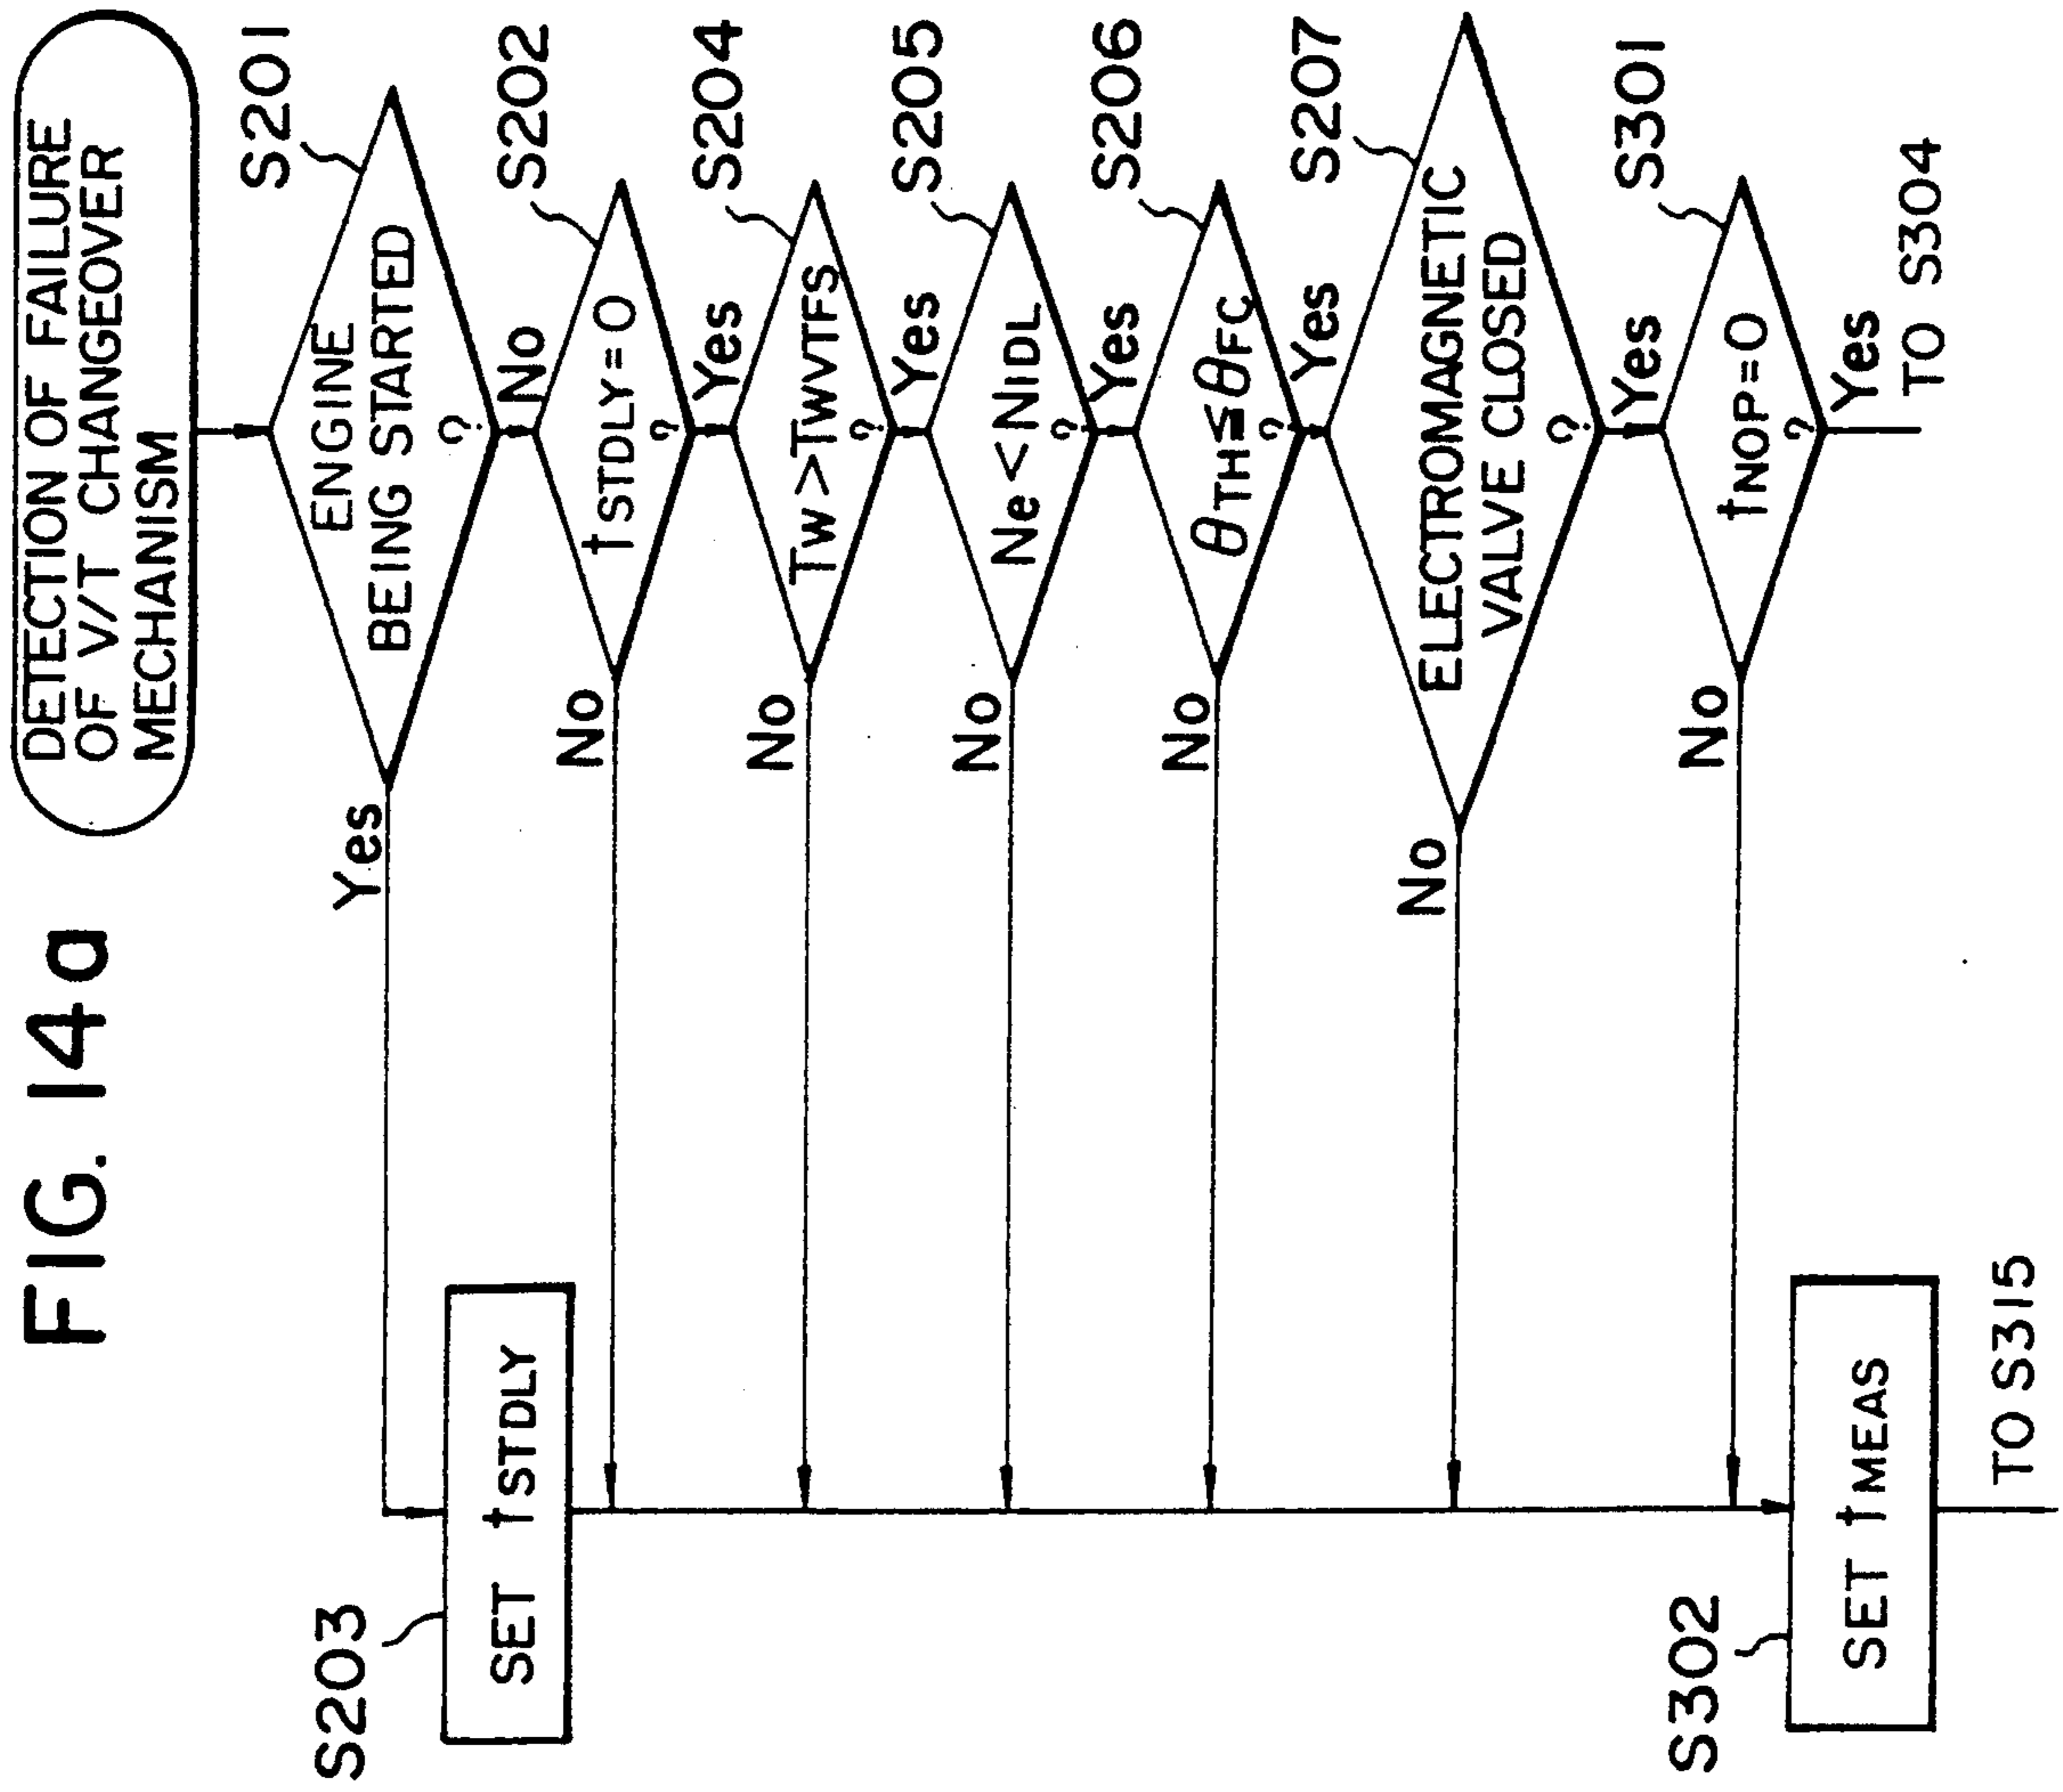 FIG. 14a
DETECTION OF FAILURE
OF V/T CHANGEOVER
MECHANISM
S201
ENGINE
BEING STARTED
?
Yes
No
S202
tSTDLY=0
?
No
Yes
S203
SET tSTDLY
S204
TW>TWVTFS
?
No
Yes
S205
Ne<NIDL
?
No
Yes
S206
θTH≦θFC
?
No
Yes
S207
ELECTROMAGNETIC
VALVE CLOSED
?
No
Yes
S301
tNOP=0
?
No
Yes
TO S304
S302
SET tMEAS
TO S315